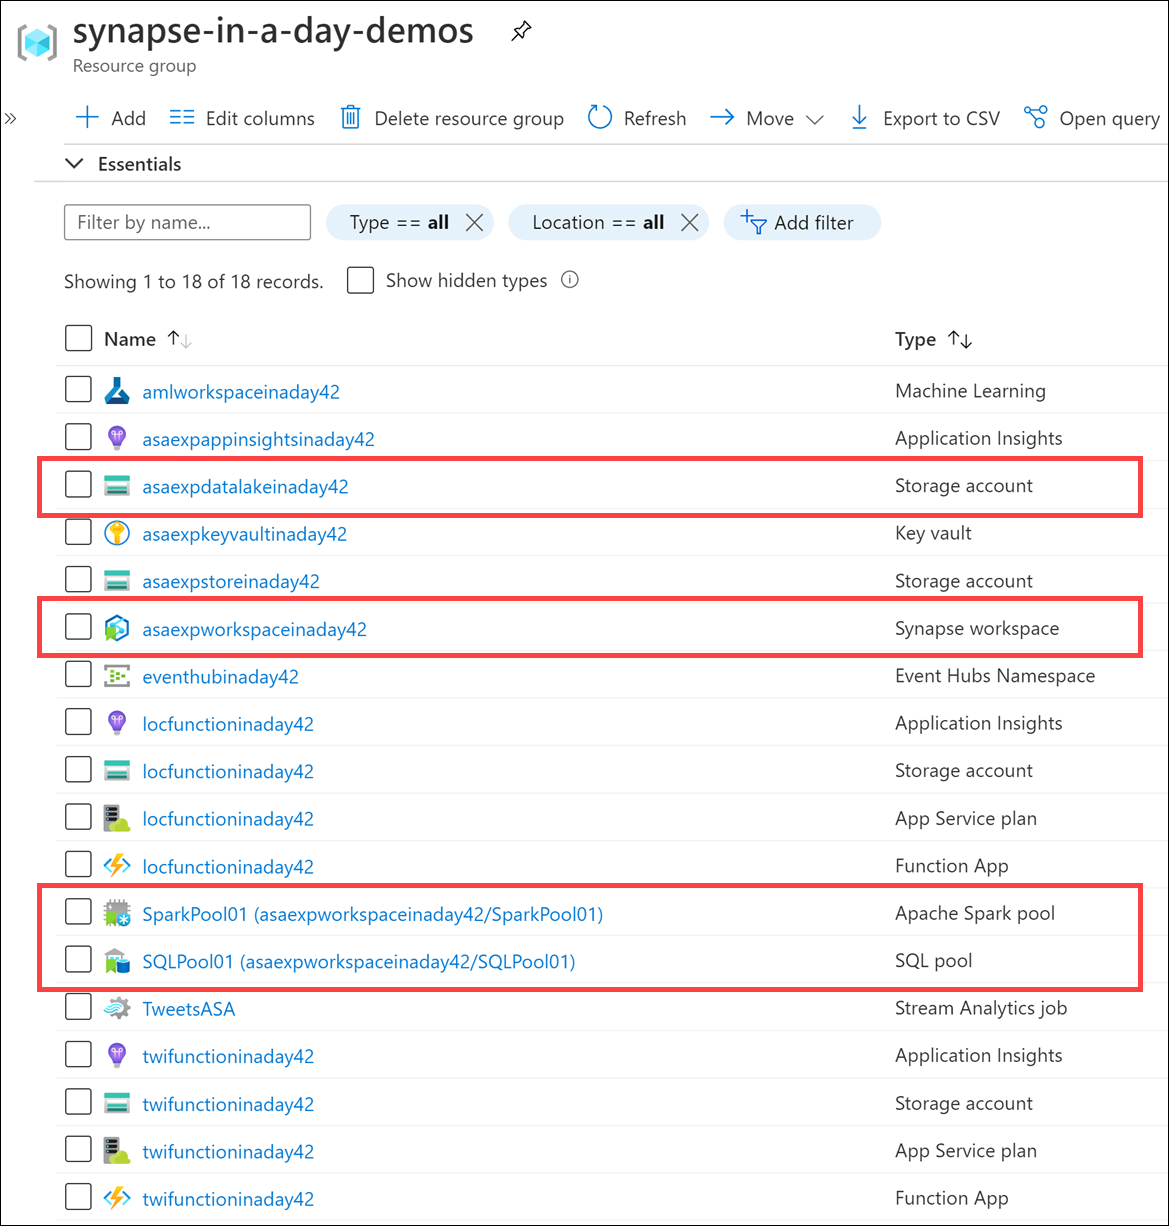 synapse-in-a-day-demos
Resource group
Add Edit columns Delete resource group Refresh Move Export to CSV Open query
Essentials
Filter by name... Type == all Location == all Add filter
Showing 1 to 18 of 18 records. Show hidden types
Name Type
amlworkspaceinaday42 Machine Learning
asaexpappinsightsinaday42 Application Insights
asaexpdatalakeinaday42 Storage account
asaexpkeyvaultinaday42 Key vault
asaexpstoreinaday42 Storage account
asaexpworkspaceinaday42 Synapse workspace
eventhubinaday42 Event Hubs Namespace
locfunctioninaday42 Application Insights
locfunctioninaday42 Storage account
locfunctioninaday42 App Service plan
locfunctioninaday42 Function App
SparkPool01 (asaexpworkspaceinaday42/SparkPool01) Apache Spark pool
SQLPool01 (asaexpworkspaceinaday42/SQLPool01) SQL pool
TweetsASA Stream Analytics job
twifunctioninaday42 Application Insights
twifunctioninaday42 Storage account
twifunctioninaday42 App Service plan
twifunctioninaday42 Function App